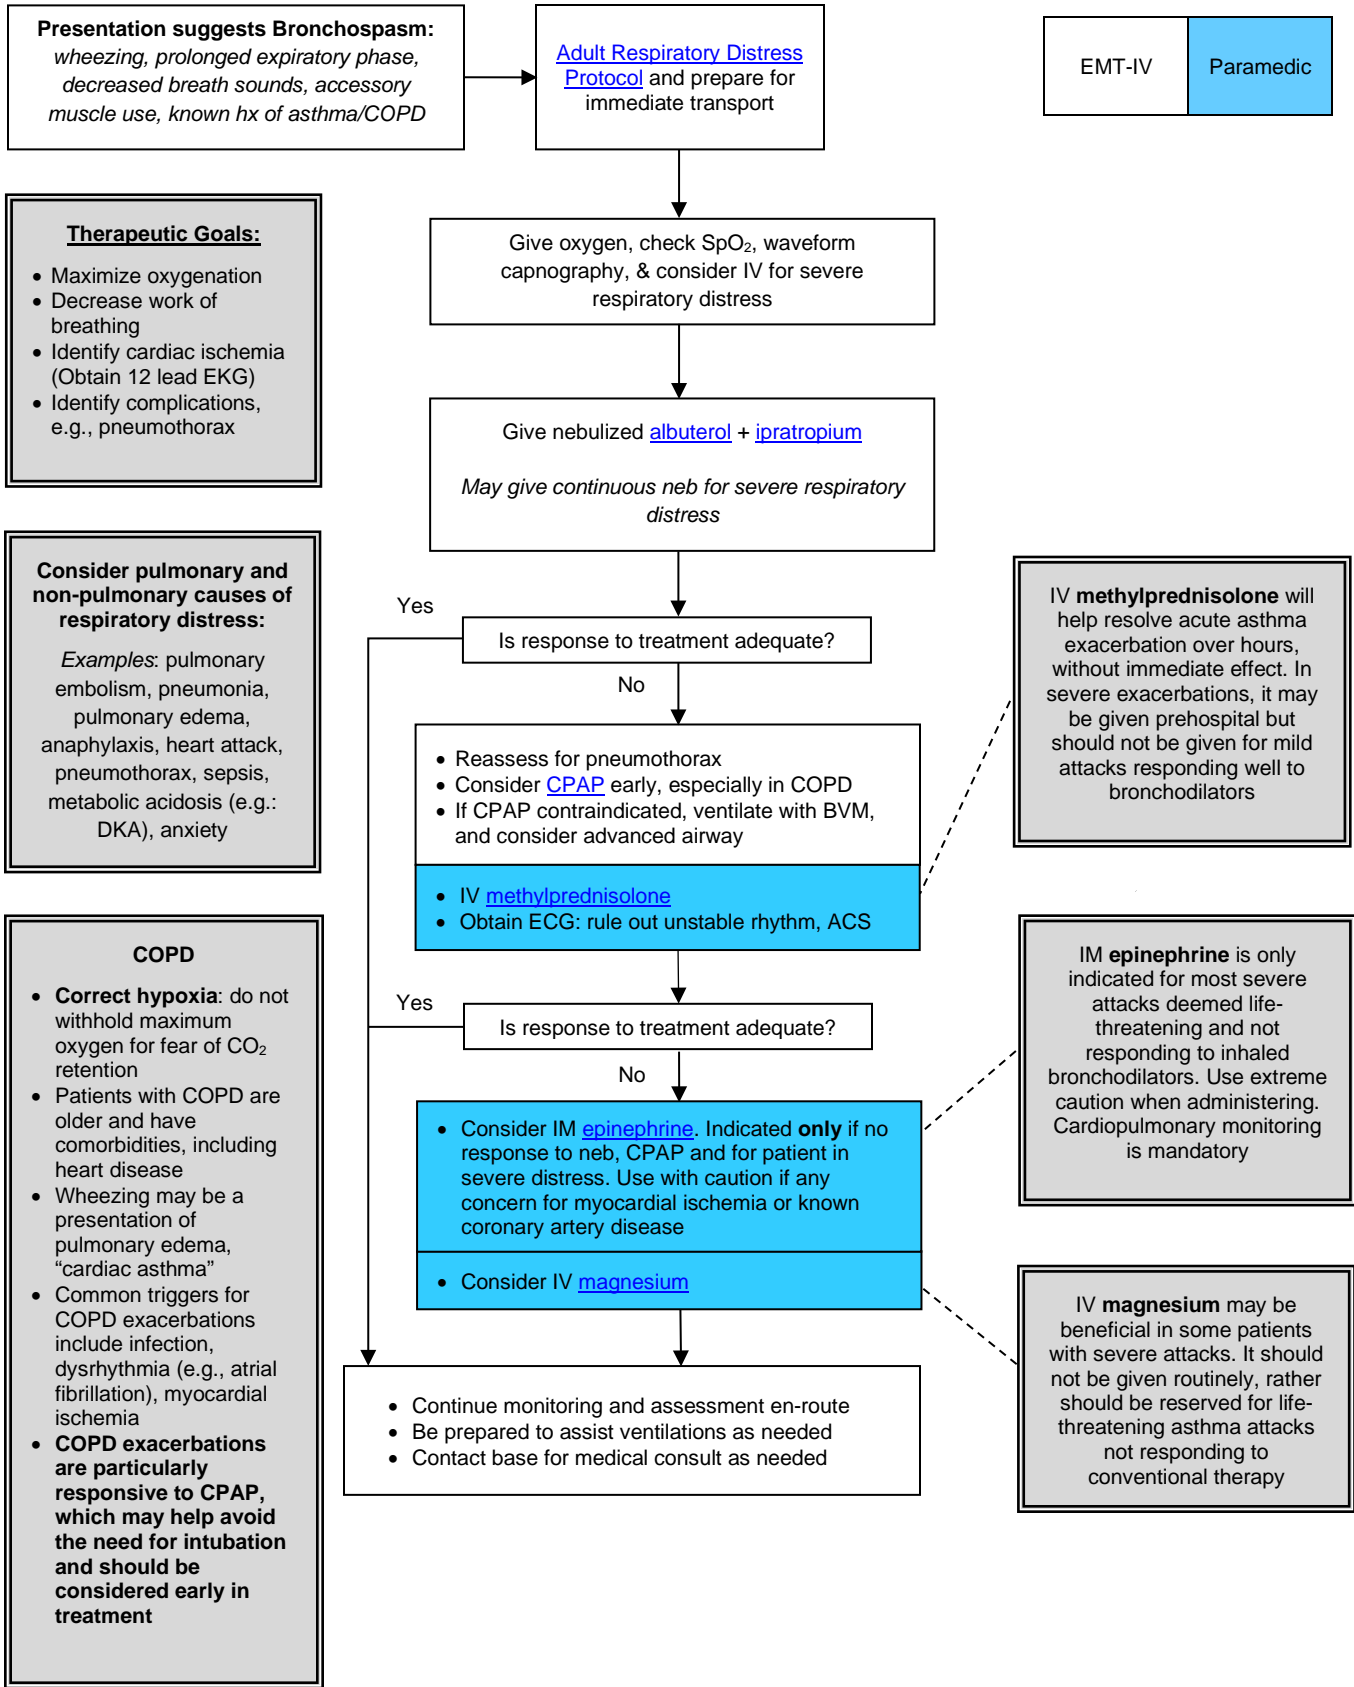 Presentation suggests Bronchospasm:
wheezing, prolonged expiratory phase,
decreased breath sounds, accessory
muscle use, known hx of asthma/COPD
Adult Respiratory Distress
Protocol and prepare for
immediate transport
EMT-IV
Paramedic
Therapeutic Goals:
• Maximize oxygenation
• Decrease work of
breathing
• Identify cardiac ischemia
(Obtain 12 lead EKG)
• Identify complications,
e.g., pneumothorax
Give oxygen, check SpO₂, waveform
capnography, & consider IV for severe
respiratory distress
Give nebulized albuterol + ipratropium
May give continuous neb for severe respiratory
distress
Consider pulmonary and
non-pulmonary causes of
respiratory distress:
Examples: pulmonary
embolism, pneumonia,
pulmonary edema,
anaphylaxis, heart attack,
pneumothorax, sepsis,
metabolic acidosis (e.g.:
DKA), anxiety
Yes
Is response to treatment adequate?
No
• Reassess for pneumothorax
• Consider CPAP early, especially in COPD
• If CPAP contraindicated, ventilate with BVM,
and consider advanced airway
• IV methylprednisolone
• Obtain ECG: rule out unstable rhythm, ACS
IV methylprednisolone will
help resolve acute asthma
exacerbation over hours,
without immediate effect. In
severe exacerbations, it may
be given prehospital but
should not be given for mild
attacks responding well to
bronchodilators
COPD
• Correct hypoxia: do not
withhold maximum
oxygen for fear of CO₂
retention
• Patients with COPD are
older and have
comorbidities, including
heart disease
• Wheezing may be a
presentation of
pulmonary edema,
“cardiac asthma”
• Common triggers for
COPD exacerbations
include infection,
dysrhythmia (e.g., atrial
fibrillation), myocardial
ischemia
• COPD exacerbations
are particularly
responsive to CPAP,
which may help avoid
the need for intubation
and should be
considered early in
treatment
Yes
Is response to treatment adequate?
No
• Consider IM epinephrine. Indicated only if no
response to neb, CPAP and for patient in
severe distress. Use with caution if any
concern for myocardial ischemia or known
coronary artery disease
• Consider IV magnesium
IM epinephrine is only
indicated for most severe
attacks deemed life-
threatening and not
responding to inhaled
bronchodilators. Use extreme
caution when administering.
Cardiopulmonary monitoring
is mandatory
IV magnesium may be
beneficial in some patients
with severe attacks. It should
not be given routinely, rather
should be reserved for life-
threatening asthma attacks
not responding to
conventional therapy
• Continue monitoring and assessment en-route
• Be prepared to assist ventilations as needed
• Contact base for medical consult as needed